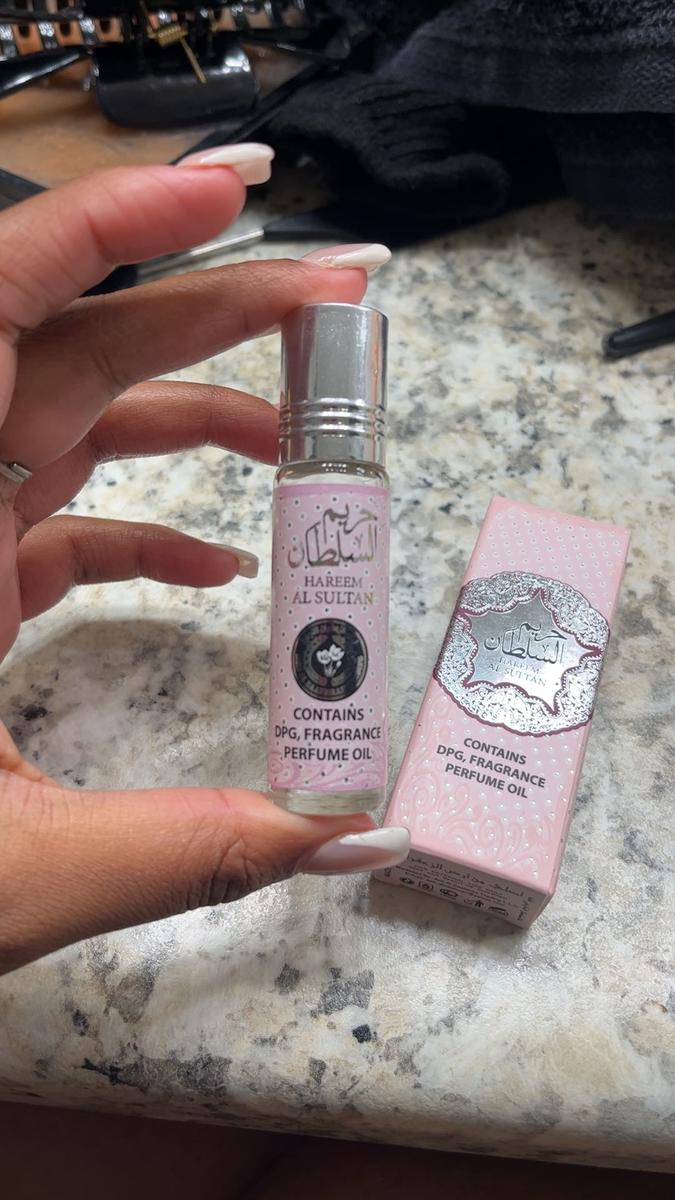 حريم
السلطان
HAREEM
AL SULTAN
CONTAINS
DPG, FRAGRANCE
PERFUME OIL
حريم
السلطان
HAREEM
AL SULTAN
CONTAINS
DPG, FRAGRANCE
PERFUME OIL